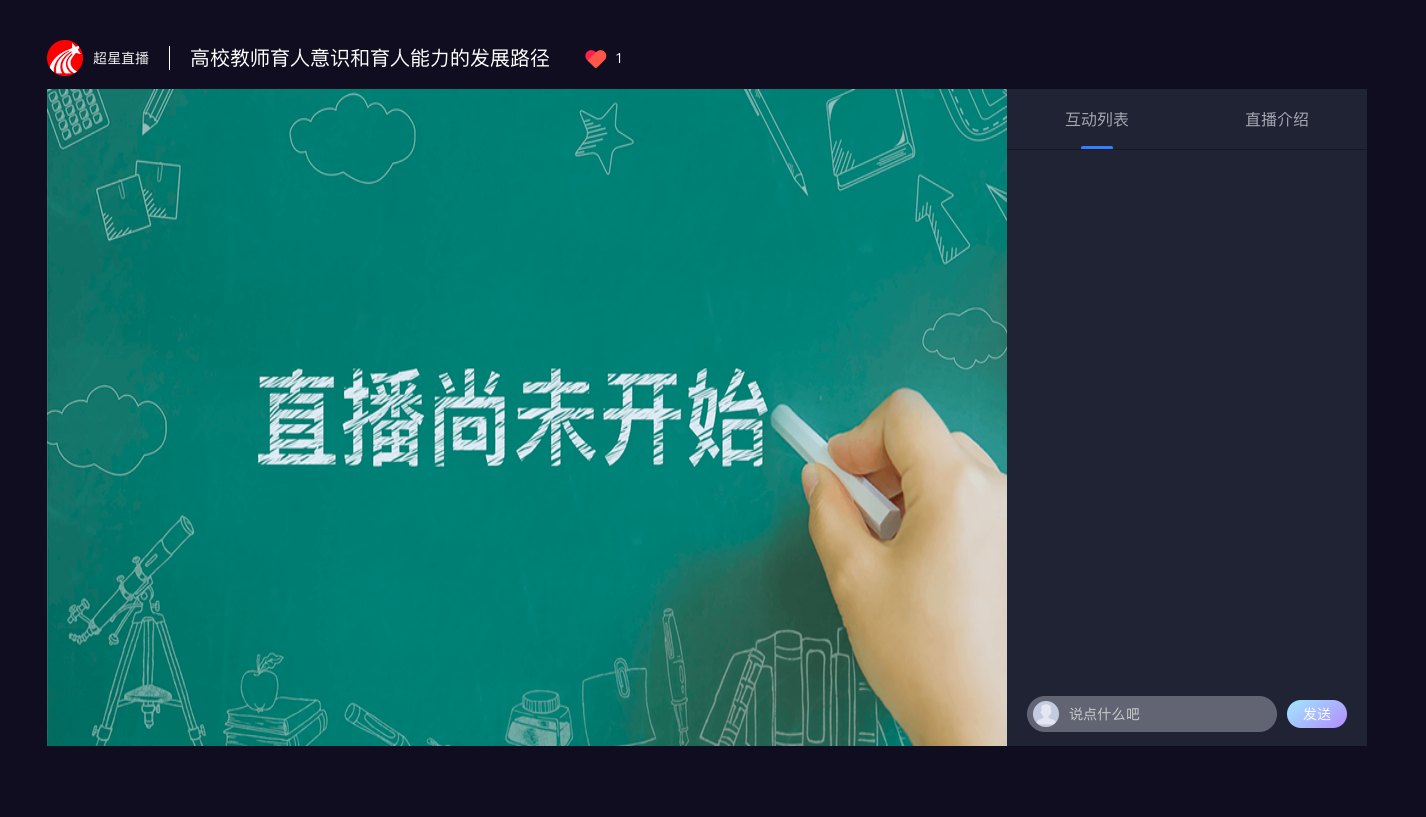 超星直播
高校教师育人意识和育人能力的发展路径
1
互动列表
直播介绍
直播尚未开始
说点什么吧
发送